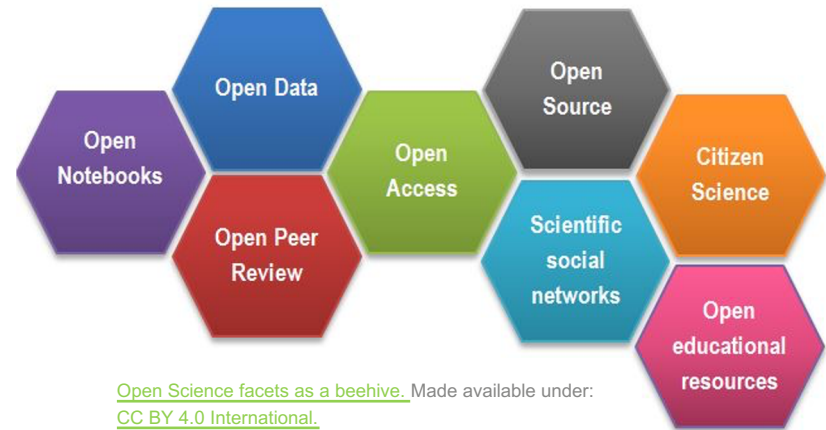 Open
Notebooks
Open Data
Open Peer
Review
Open
Access
Open
Source
Scientific
social
networks
Citizen
Science
Open
educational
resources
Open Science facets as a beehive. Made available under:
CC BY 4.0 International.